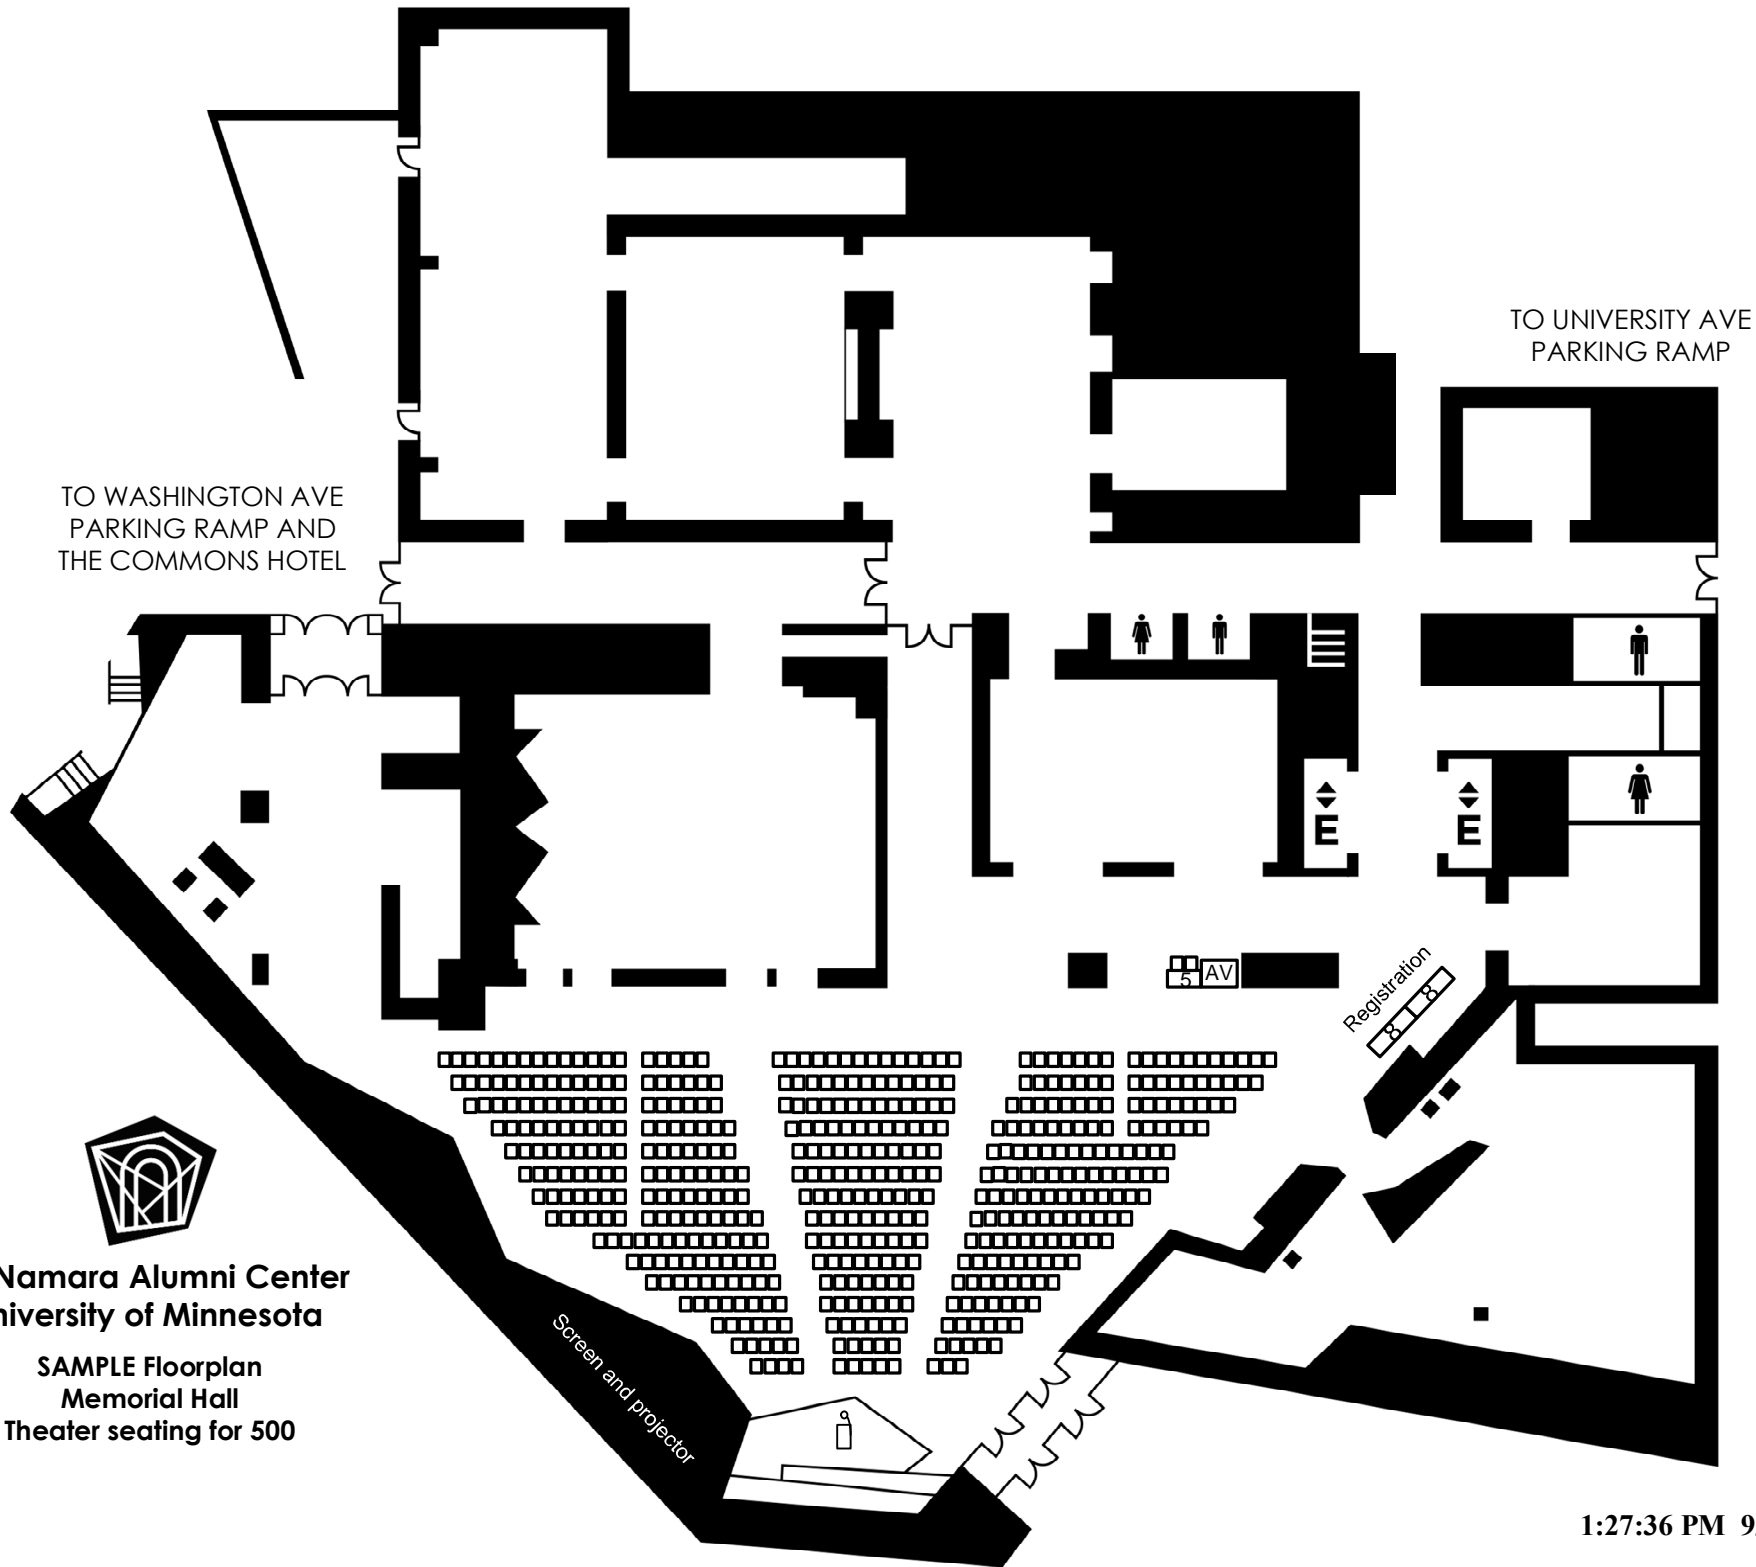 TO UNIVERSITY AVE
PARKING RAMP
TO WASHINGTON AVE
PARKING RAMP AND
THE COMMONS HOTEL
E
E
5
AV
Registration
8
8
Namara Alumni Center
niversity of Minnesota
SAMPLE Floorplan
Memorial Hall
Theater seating for 500
Screen and projector
1:27:36 PM 9